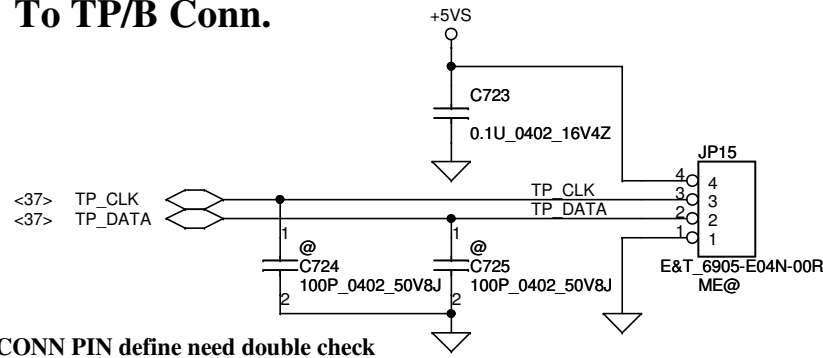 To TP/B Conn.
+5VS
C723
0.1U_0402_16V4Z
JP15
4 4
<37> TP_CLK TP_CLK 3 3
<37> TP_DATA TP_DATA 2 2
1 1
1 @ 1 @
C724 C725 E&T_6905-E04N-00R
100P_0402_50V8J 100P_0402_50V8J ME@
2 2
CONN PIN define need double check